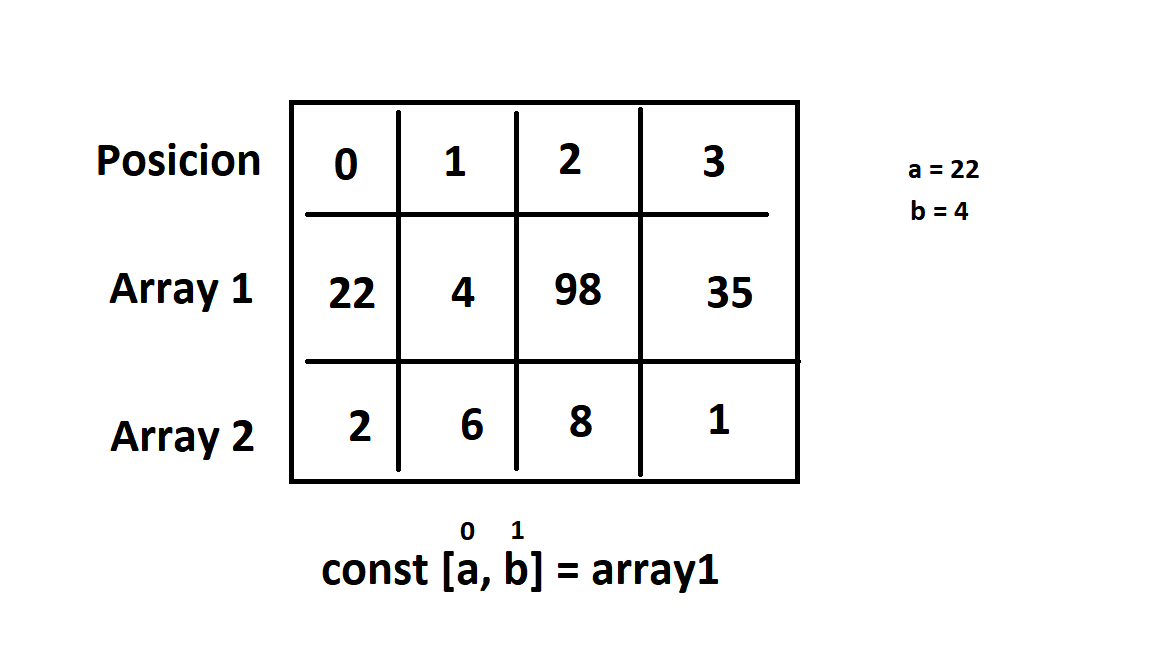 Posicion 0 1 2 3
a = 22
b = 4
Array 1 22 4 98 35
Array 2 2 6 8 1
0 1
const [a, b] = array1